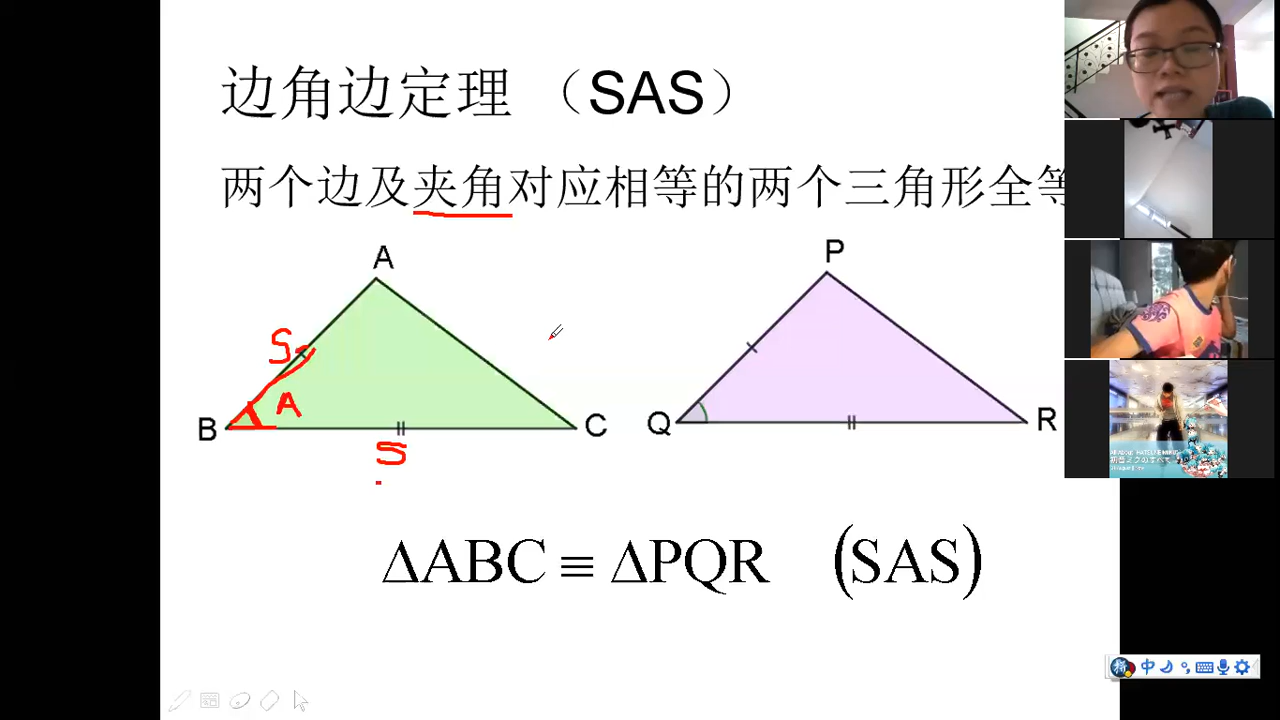 边角边定理 （SAS）
两个边及夹角对应相等的两个三角形全等
A
P
S
A
B
C
S
Q
R
ΔABC ≡ ΔPQR (SAS)
中